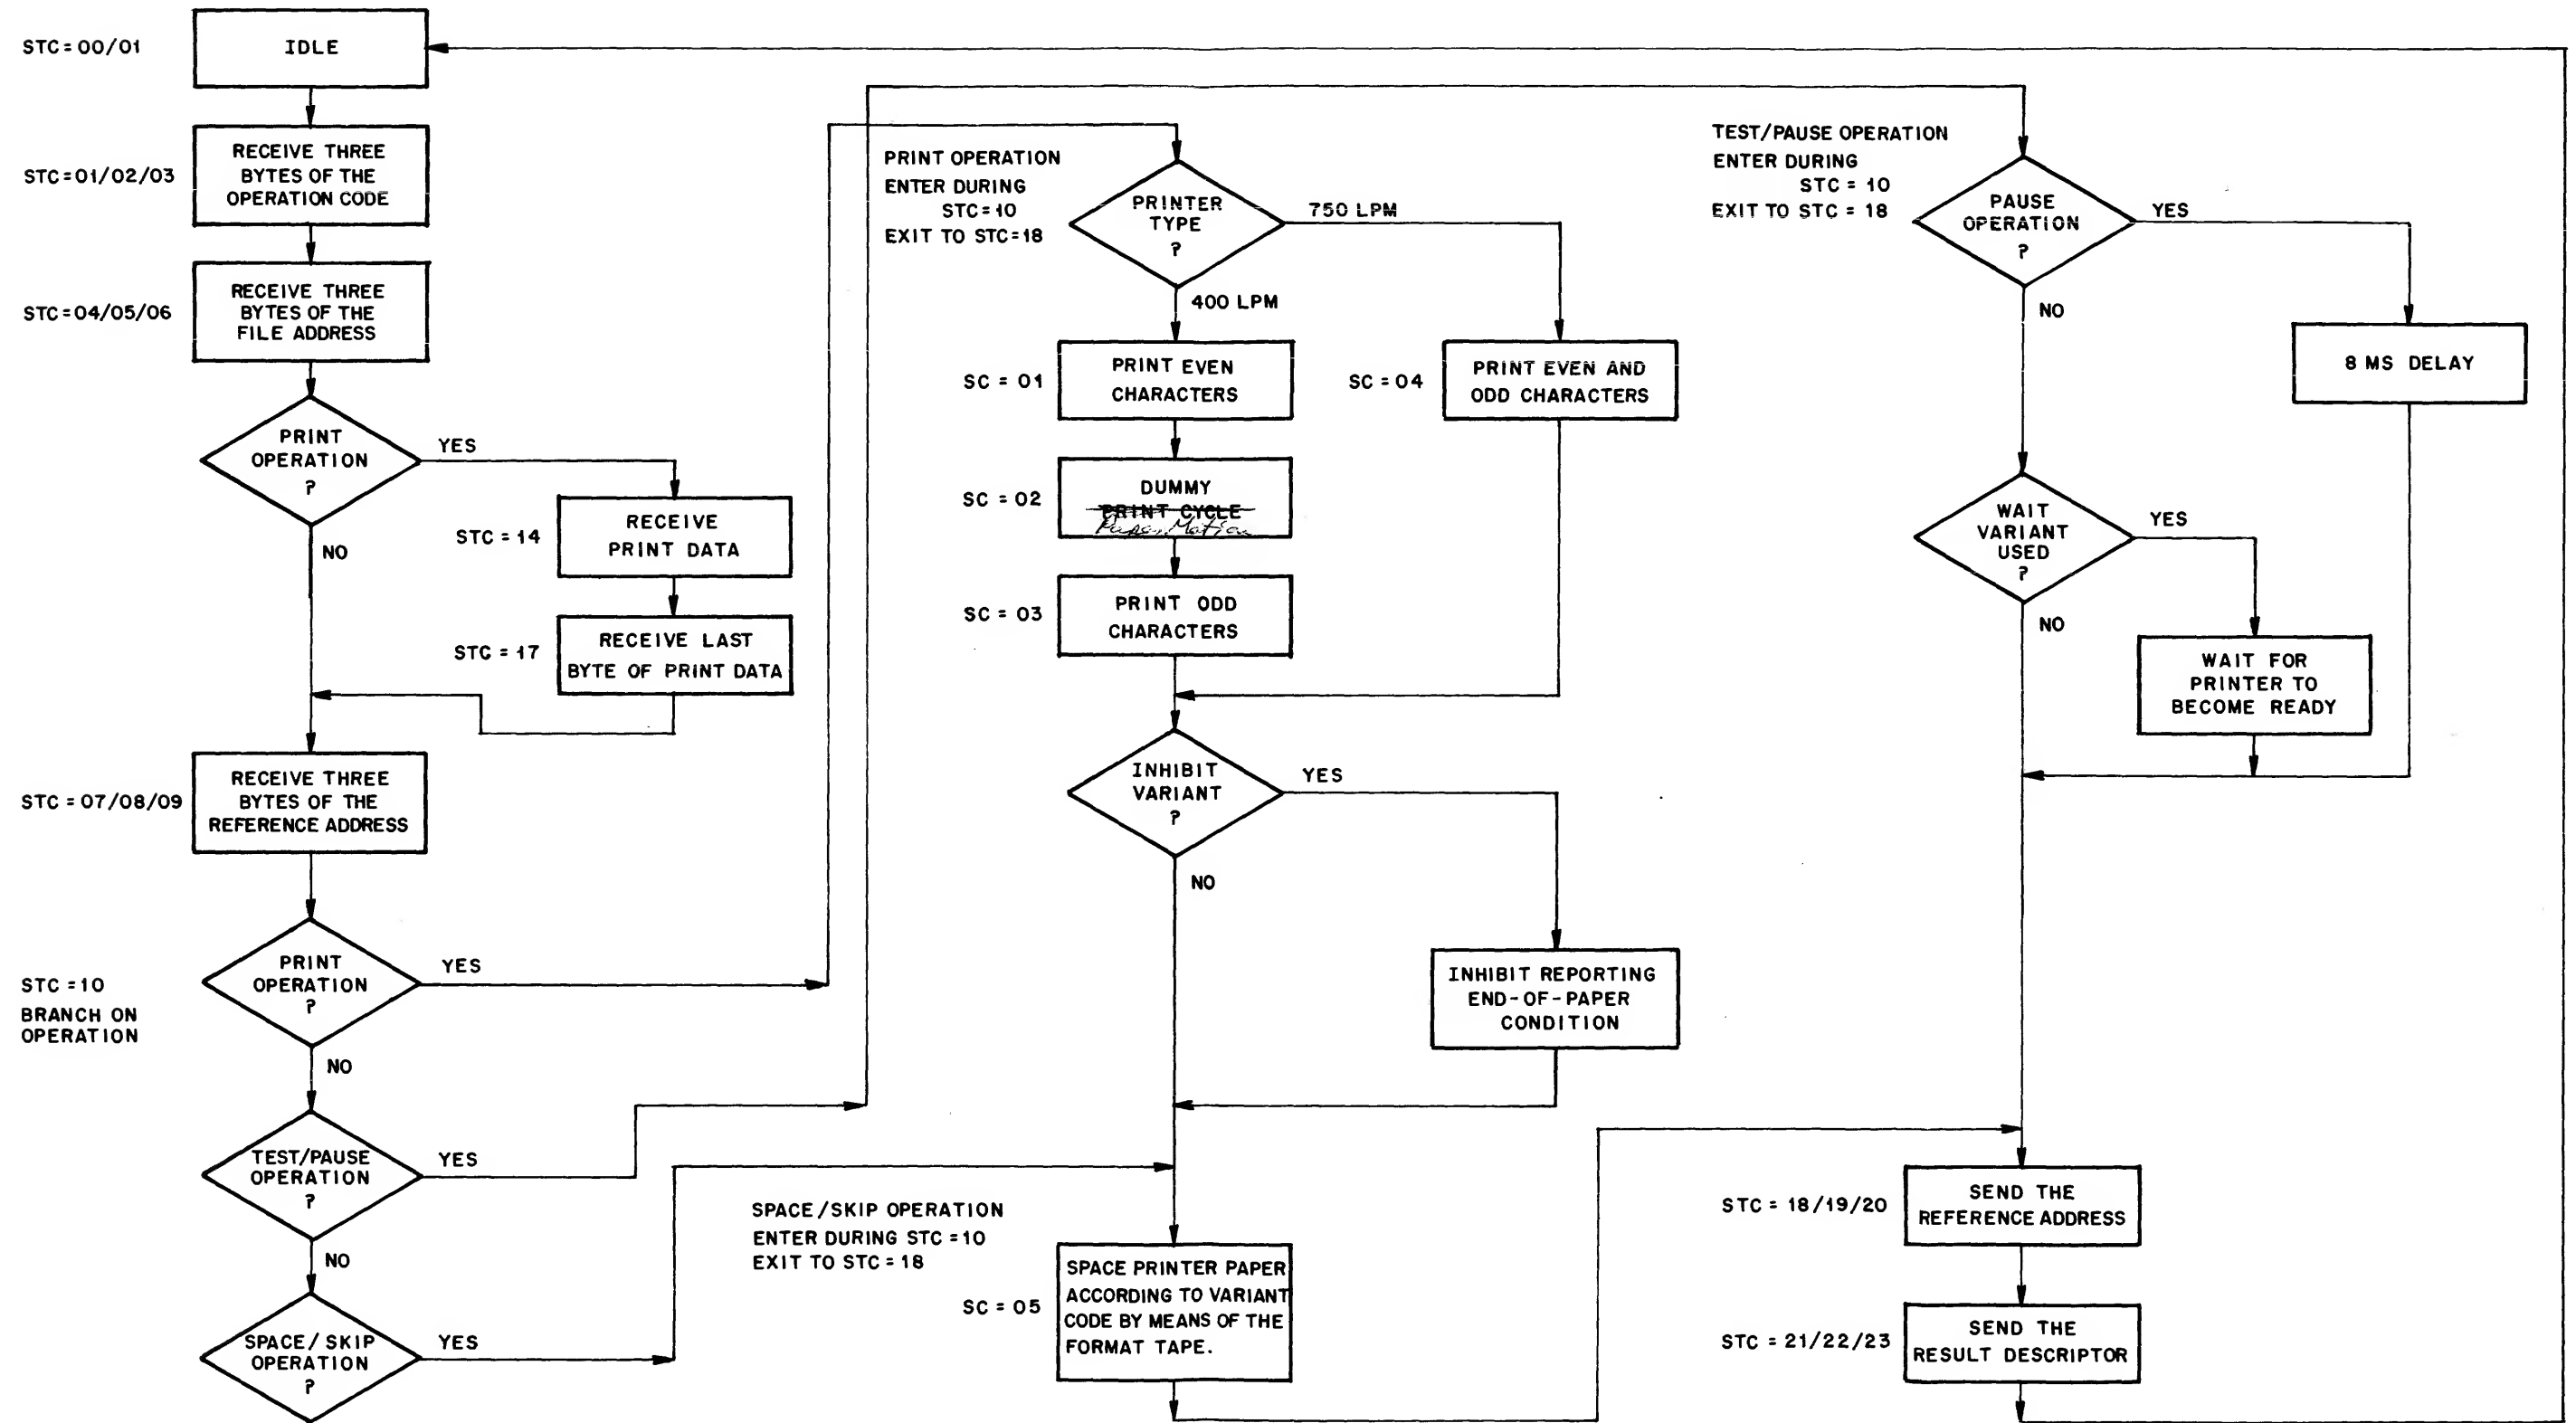 STC = 00/01
IDLE
STC = 01/02/03
RECEIVE THREE
BYTES OF THE
OPERATION CODE
STC = 04/05/06
RECEIVE THREE
BYTES OF THE
FILE ADDRESS
PRINT
OPERATION
?
YES
NO
STC = 14
RECEIVE
PRINT DATA
STC = 17
RECEIVE LAST
BYTE OF PRINT DATA
STC = 07/08/09
RECEIVE THREE
BYTES OF THE
REFERENCE ADDRESS
STC = 10
BRANCH ON
OPERATION
PRINT
OPERATION
?
YES
NO
TEST/PAUSE
OPERATION
?
YES
NO
SPACE/SKIP
OPERATION
?
YES
PRINT OPERATION
ENTER DURING
STC = 10
EXIT TO STC = 18
PRINTER
TYPE
?
750 LPM
400 LPM
SC = 01
PRINT EVEN
CHARACTERS
SC = 04
PRINT EVEN AND
ODD CHARACTERS
SC = 02
DUMMY
PRINT CYCLE
Paper Motion
SC = 03
PRINT ODD
CHARACTERS
INHIBIT
VARIANT
?
YES
NO
INHIBIT REPORTING
END-OF-PAPER
CONDITION
SPACE/SKIP OPERATION
ENTER DURING STC = 10
EXIT TO STC = 18
SC = 05
SPACE PRINTER PAPER
ACCORDING TO VARIANT
CODE BY MEANS OF THE
FORMAT TAPE.
TEST/PAUSE OPERATION
ENTER DURING
STC = 10
EXIT TO STC = 18
PAUSE
OPERATION
?
YES
NO
8 MS DELAY
WAIT
VARIANT
USED
?
YES
NO
WAIT FOR
PRINTER TO
BECOME READY
STC = 18/19/20
SEND THE
REFERENCE ADDRESS
STC = 21/22/23
SEND THE
RESULT DESCRIPTOR